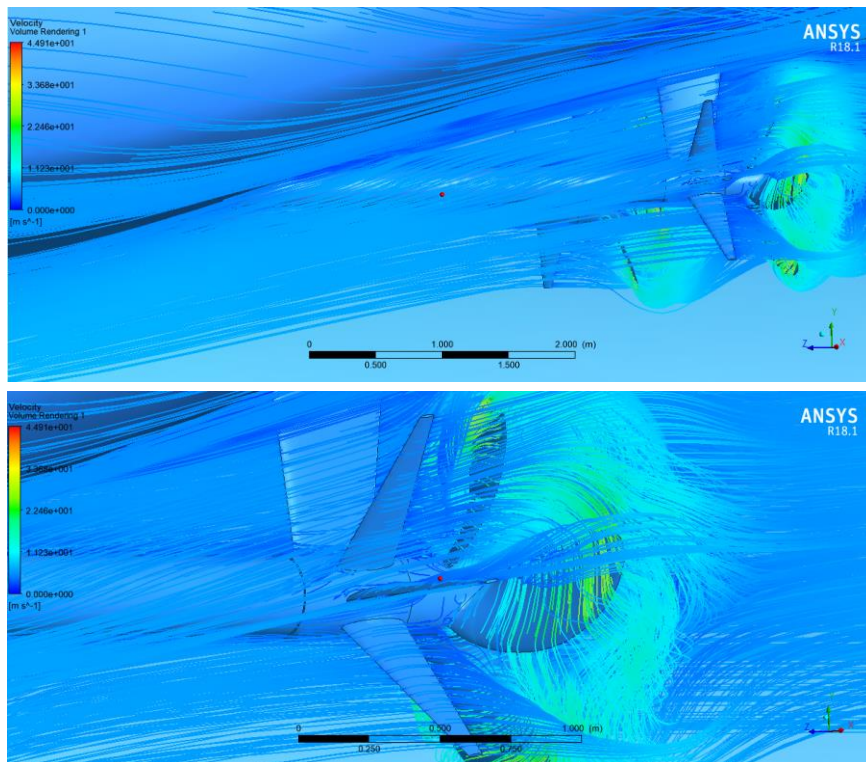 Velocity
Volume Rendering 1
4.491e+001
3.368e+001
2.246e+001
1.123e+001
0.000e+000
[m s^-1]
ANSYS
R18.1
0 1.000 2.000 (m)
0.500 1.500
Y
Z X
Velocity
Volume Rendering 1
4.491e+001
3.368e+001
2.246e+001
1.123e+001
0.000e+000
[m s^-1]
ANSYS
R18.1
0 0.500 1.000 (m)
0.250 0.750
Z X